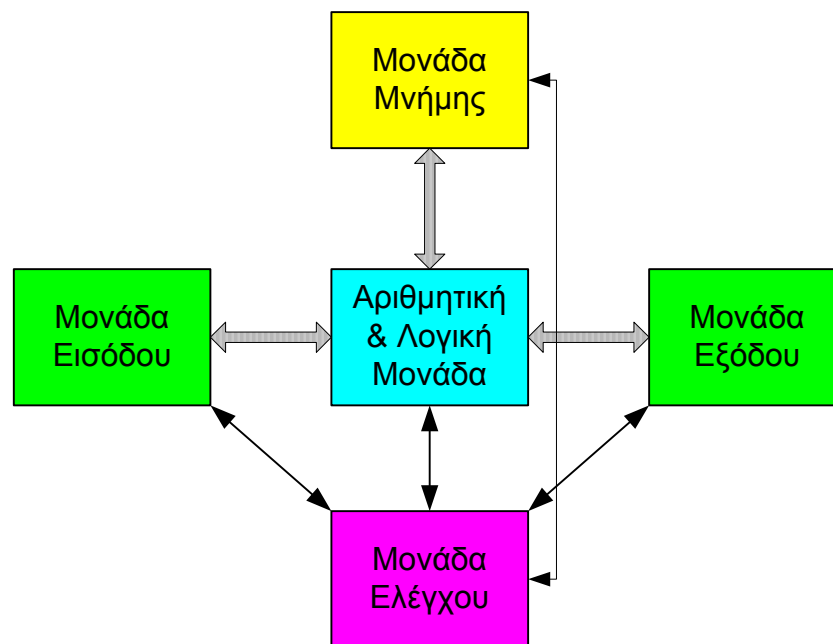 Μονάδα
Μνήμης
Μονάδα
Εισόδου
Αριθμητική
& Λογική
Μονάδα
Μονάδα
Εξόδου
Μονάδα
Ελέγχου